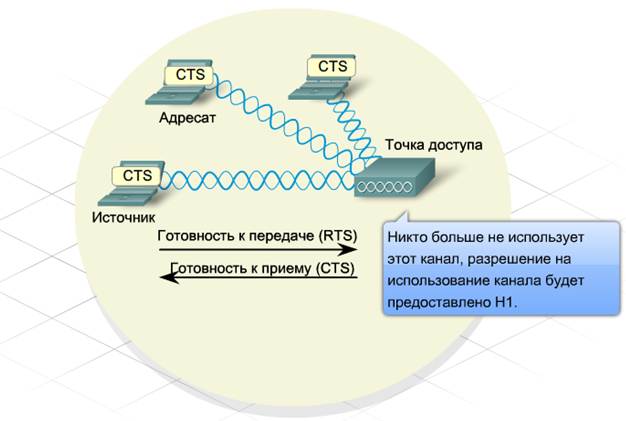 CTS
CTS
Адресат
Точка доступа
CTS
Источник
Готовность к передаче (RTS)
Готовность к приему (CTS)
Никто больше не использует
этот канал, разрешение на
использование канала будет
предоставлено H1.